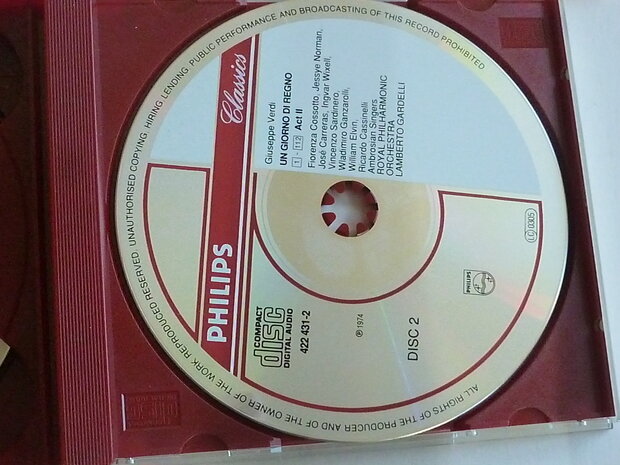 ALL RIGHTS OF THE PRODUCER AND OF THE OWNER OF THE WORK REPRODUCED RESERVED. UNAUTHORISED COPYING. HIRING LENDING. PUBLIC PERFORMANCE AND BROADCASTING OF THIS RECORD PROHIBITED
PHILIPS Classics
Giuseppe Verdi
UN GIORNO DI REGNO
1 - 12 Act II
Fiorenza Cossotto, Jessye Norman,
José Carreras, Ingvar Wixell,
Vincenzo Sardinero,
Wladimiro Ganzarolli,
William Elvin,
Ricardo Cassinelli
Ambrosian Singers
ROYAL PHILHARMONIC
ORCHESTRA
LAMBERTO GARDELLI
COMPACT
disc
DIGITAL AUDIO
422 431-2
℗ 1974
DISC 2
PHILIPS
LC 0305